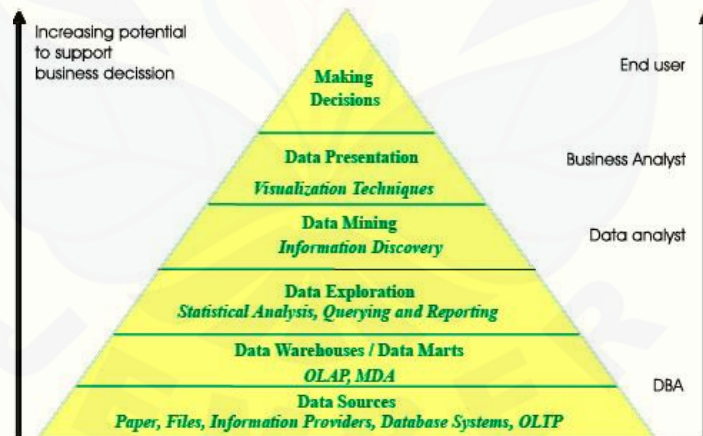 Increasing potential
to support
business decission
End user
Making
Decisions
Data Presentation
Visualization Techniques
Business Analyst
Data Mining
Information Discovery
Data analyst
Data Exploration
Statistical Analysis, Querying and Reporting
Data Warehouses / Data Marts
OLAP, MDA
DBA
Data Sources
Paper, Files, Information Providers, Database Systems, OLTP